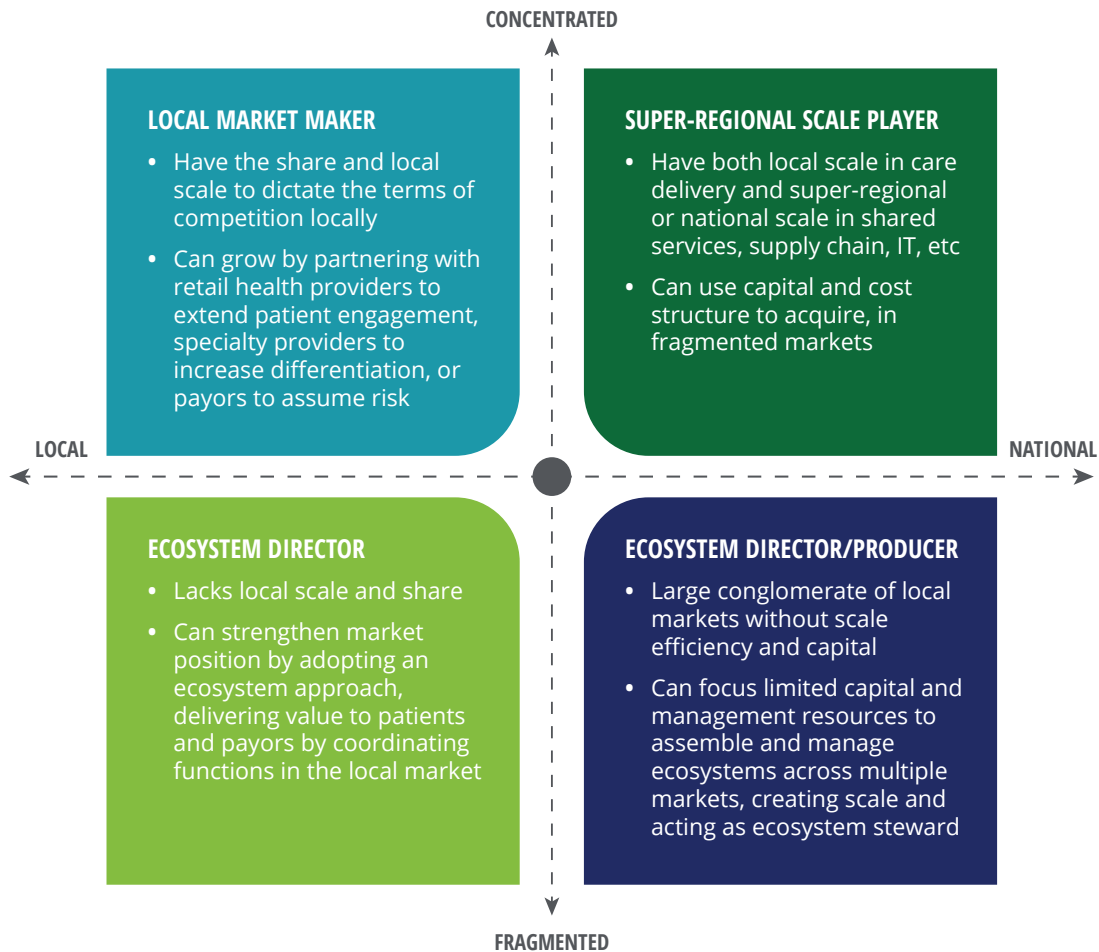 CONCENTRATED
LOCAL MARKET MAKER
• Have the share and local
scale to dictate the terms of
competition locally
• Can grow by partnering with
retail health providers to
extend patient engagement,
specialty providers to
increase differentiation, or
payors to assume risk
SUPER-REGIONAL SCALE PLAYER
• Have both local scale in care
delivery and super-regional
or national scale in shared
services, supply chain, IT, etc
• Can use capital and cost
structure to acquire, in
fragmented markets
LOCAL
NATIONAL
ECOSYSTEM DIRECTOR
• Lacks local scale and share
• Can strengthen market
position by adopting an
ecosystem approach,
delivering value to patients
and payors by coordinating
functions in the local market
ECOSYSTEM DIRECTOR/PRODUCER
• Large conglomerate of local
markets without scale
efficiency and capital
• Can focus limited capital and
management resources to
assemble and manage
ecosystems across multiple
markets, creating scale and
acting as ecosystem steward
FRAGMENTED